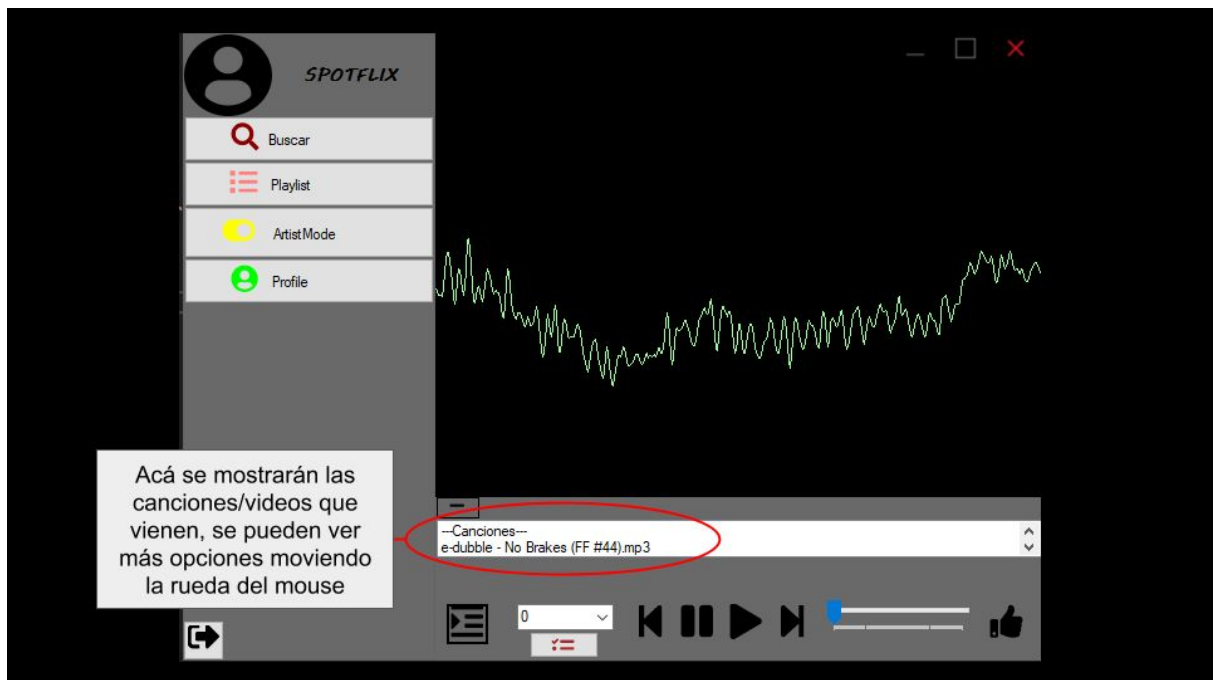 SPOTFLIX
Buscar
Playlist
ArtistMode
Profile
Acá se mostrarán las
canciones/videos que
vienen, se pueden ver
más opciones moviendo
la rueda del mouse
---Canciones---
e-dubble - No Brakes (FF #44).mp3
0